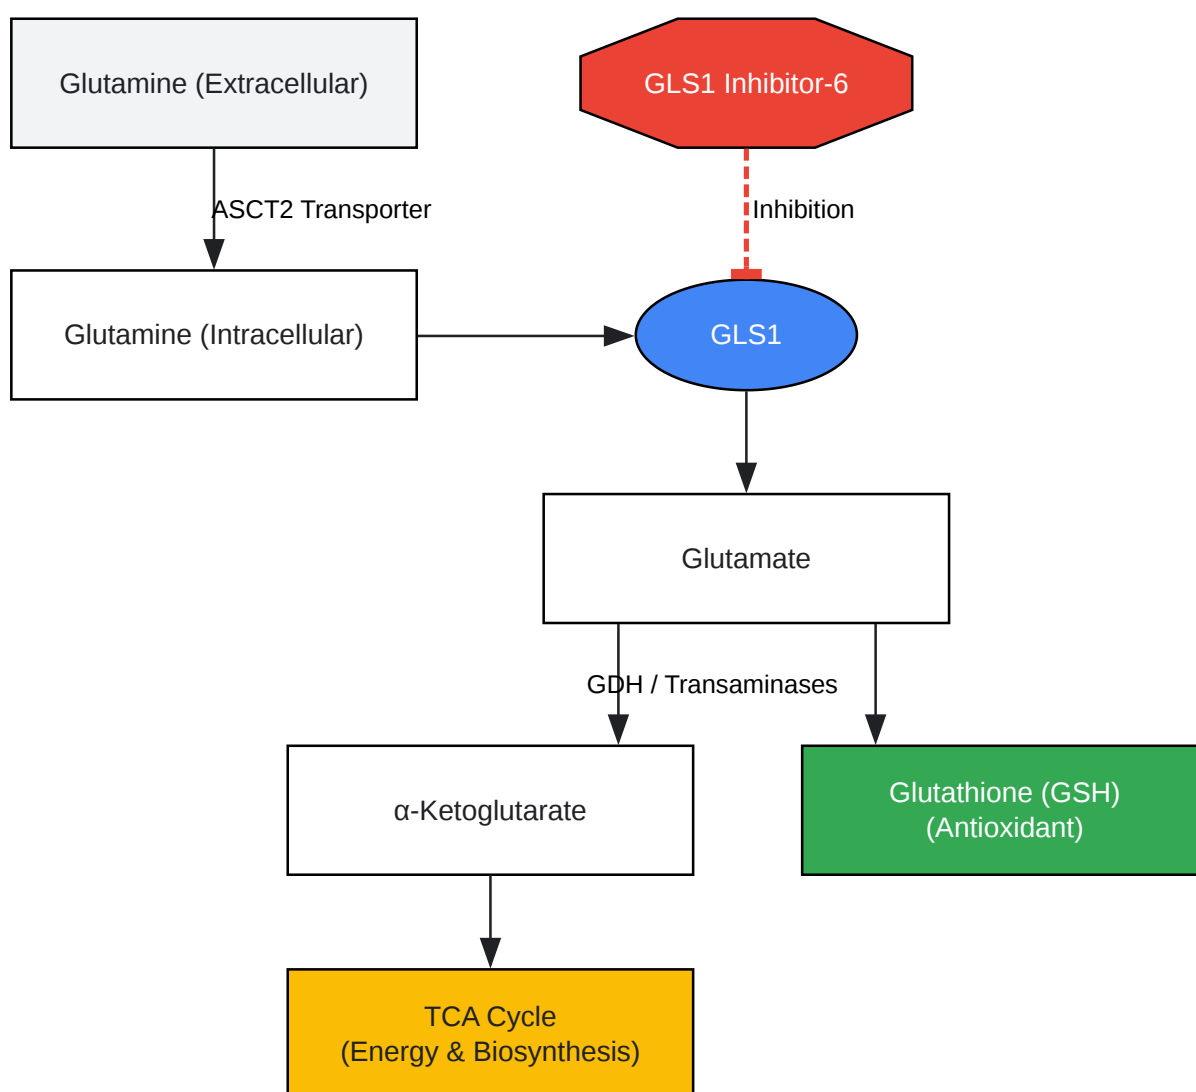 Glutamine (Extracellular)
GLS1 Inhibitor-6
ASCT2 Transporter
Inhibition
Glutamine (Intracellular)
GLS1
Glutamate
GDH / Transaminases
α-Ketoglutarate
Glutathione (GSH)
(Antioxidant)
TCA Cycle
(Energy & Biosynthesis)